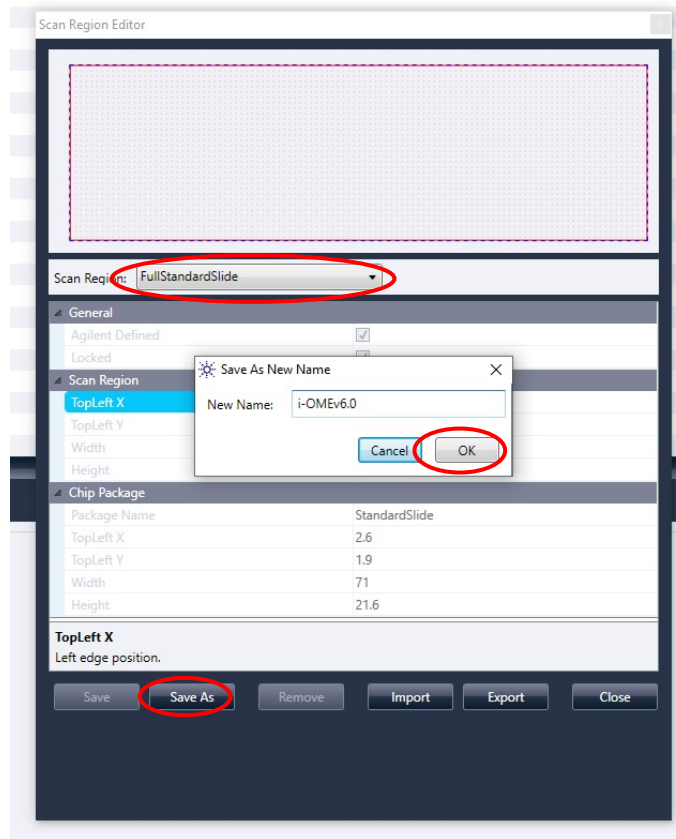 Scan Region Editor
Scan Region: FullStandardSlide
General
Agilent Defined
Locked
Save As New Name
Scan Region
New Name: i-OMEv6.0
TopLeft X
TopLeft Y
Width
Cancel OK
Height
Chip Package
Package Name StandardSlide
TopLeft X 2.6
TopLeft Y 1.9
Width 71
Height 21.6
TopLeft X
Left edge position.
Save Save As Remove Import Export Close